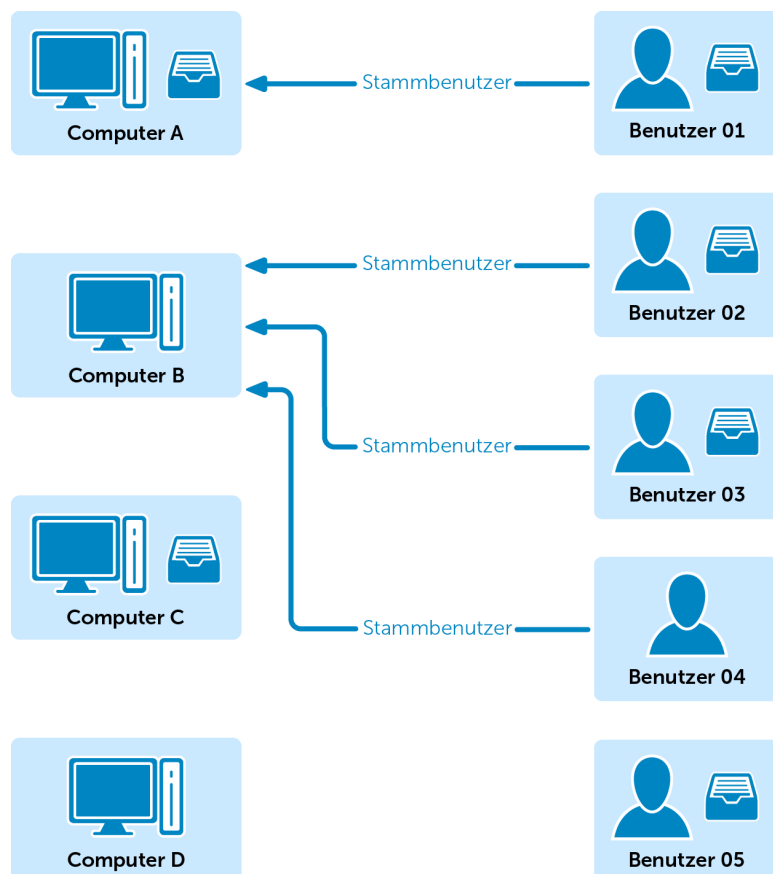 Stammbenutzer
Computer A
Benutzer 01
Stammbenutzer
Benutzer 02
Computer B
Stammbenutzer
Benutzer 03
Computer C
Stammbenutzer
Benutzer 04
Computer D
Benutzer 05